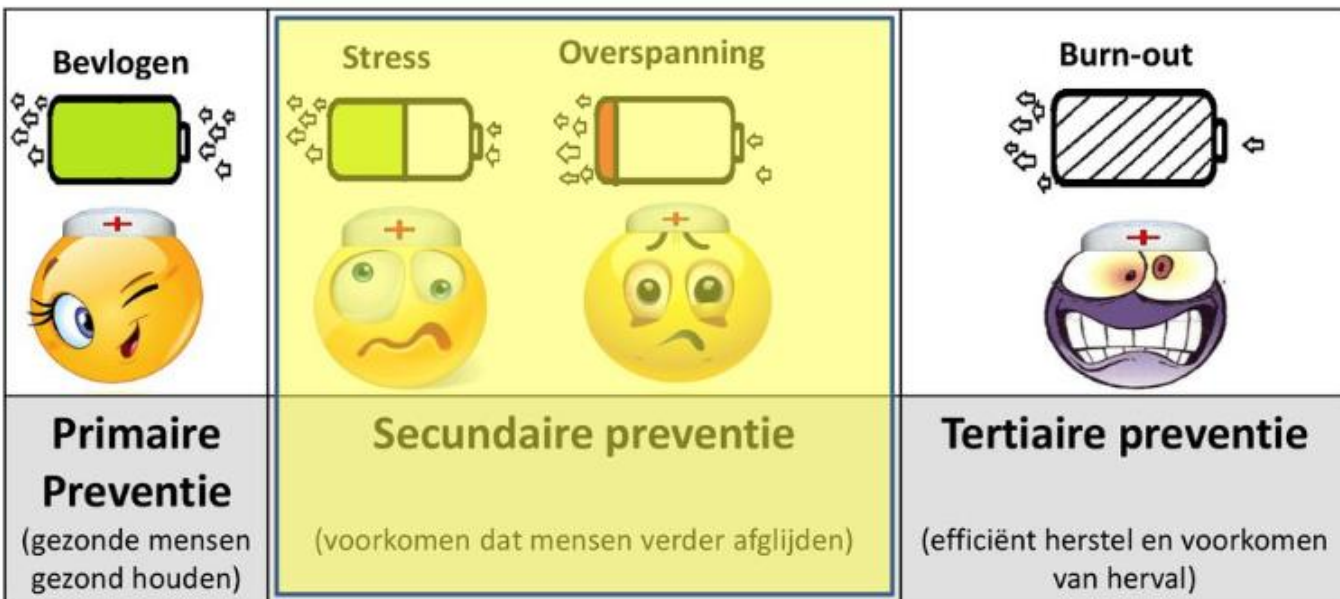 Bevlogen
Stress
Overspanning
Burn-out
Primaire
Preventie
(gezonde mensen
gezond houden)
Secundaire preventie
(voorkomen dat mensen verder afglijden)
Tertiaire preventie
(efficiënt herstel en voorkomen
van herval)